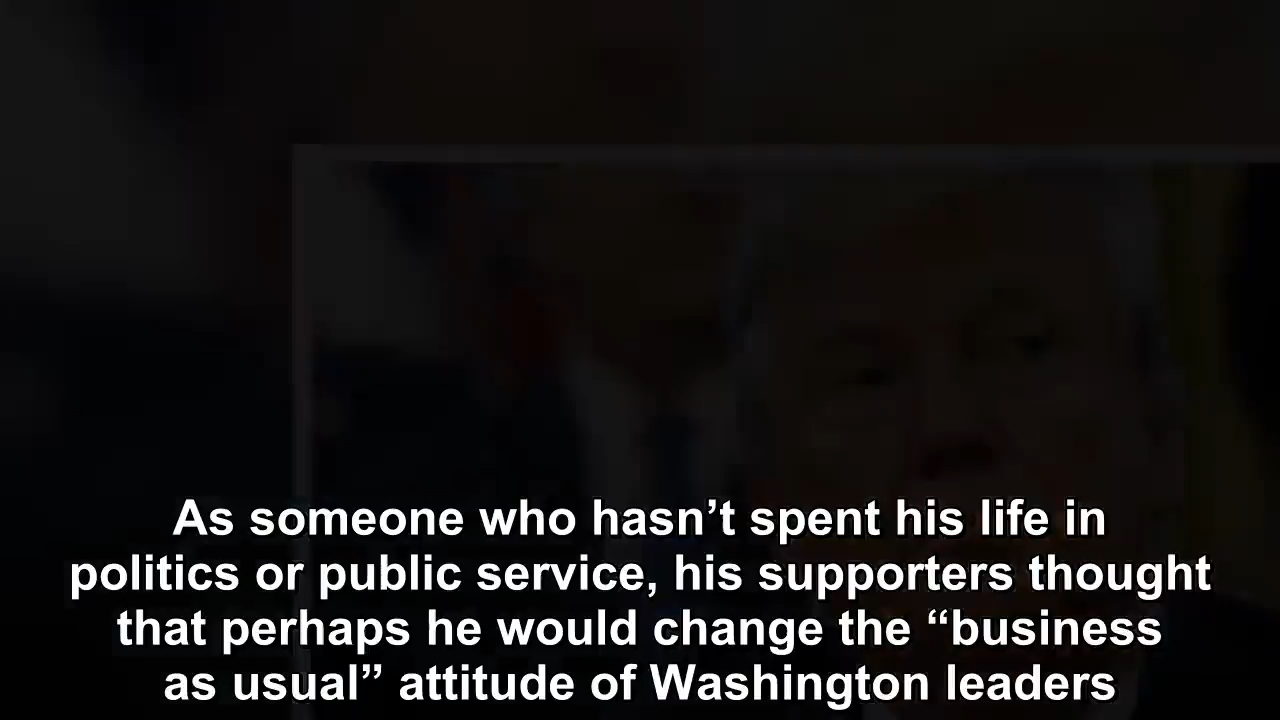 As someone who hasn’t spent his life in
politics or public service, his supporters thought
that perhaps he would change the “business
as usual” attitude of Washington leaders